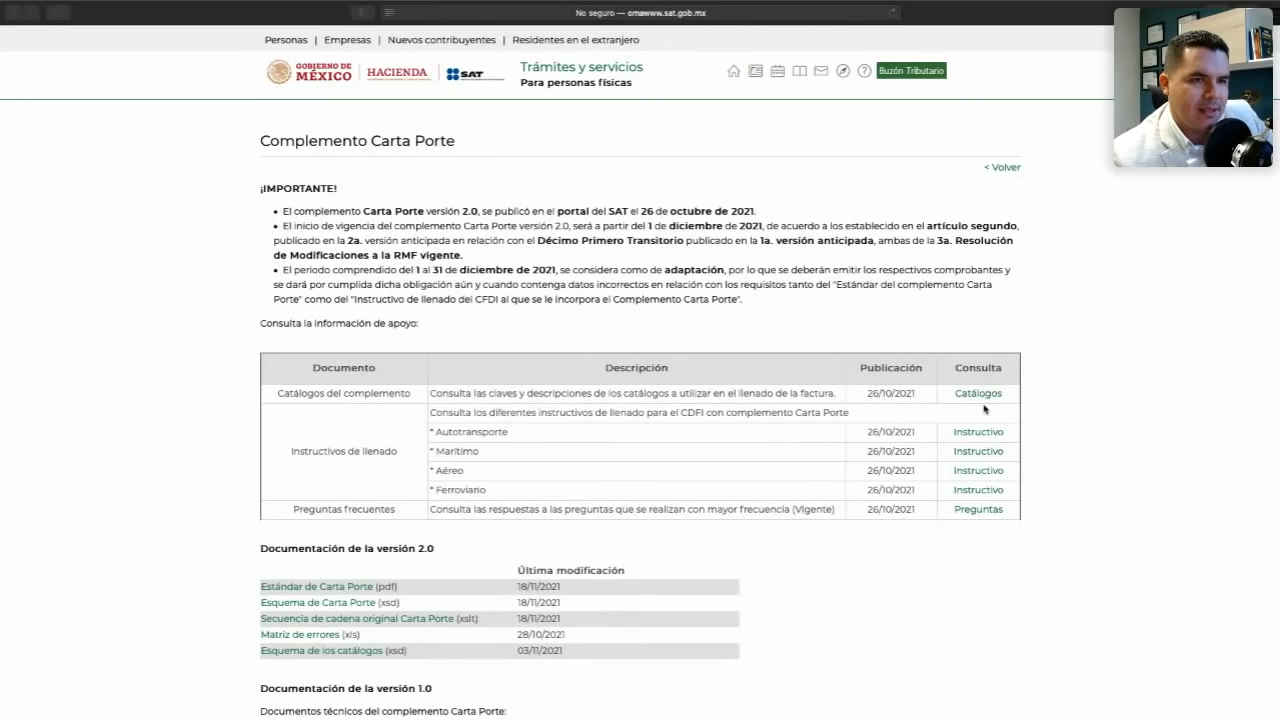 No seguro — omawww.sat.gob.mx
Personas | Empresas | Nuevos contribuyentes | Residentes en el extranjero
GOBIERNO DE MÉXICO
HACIENDA
SAT
Trámites y servicios
Para personas físicas
Buzón Tributario
Complemento Carta Porte
< Volver
¡IMPORTANTE!
• El complemento Carta Porte versión 2.0, se publicó en el portal del SAT el 26 de octubre de 2021.
• El inicio de vigencia del complemento Carta Porte versión 2.0, será a partir del 1 de diciembre de 2021, de acuerdo a los establecido en el artículo segundo,
publicado en la 2a. versión anticipada en relación con el Décimo Primero Transitorio publicado en la 1a. versión anticipada, ambas de la 3a. Resolución
de Modificaciones a la RMF vigente.
• El periodo comprendido del 1 al 31 de diciembre de 2021, se considera como de adaptación, por lo que se deberán emitir los respectivos comprobantes y
se dará por cumplida dicha obligación aún y cuando contenga datos incorrectos en relación con los requisitos tanto del "Estándar del complemento Carta
Porte" como del "Instructivo de llenado del CFDI al que se le incorpora el Complemento Carta Porte".
Consulta la información de apoyo:
Documento Descripción Publicación Consulta
Catálogos del complemento Consulta las claves y descripciones de los catálogos a utilizar en el llenado de la factura. 26/10/2021 Catálogos
Consulta los diferentes instructivos de llenado para el CDFI con complemento Carta Porte
* Autotransporte 26/10/2021 Instructivo
Instructivos de llenado * Marítimo 26/10/2021 Instructivo
* Aéreo 26/10/2021 Instructivo
* Ferroviario 26/10/2021 Instructivo
Preguntas frecuentes Consulta las respuestas a las preguntas que se realizan con mayor frecuencia (Vigente) 26/10/2021 Preguntas
Documentación de la versión 2.0
Última modificación
Estándar de Carta Porte (pdf) 18/11/2021
Esquema de Carta Porte (xsd) 18/11/2021
Secuencia de cadena original Carta Porte (xslt) 18/11/2021
Matriz de errores (xls) 28/10/2021
Esquema de los catálogos (xsd) 03/11/2021
Documentación de la versión 1.0
Documentos técnicos del complemento Carta Porte: